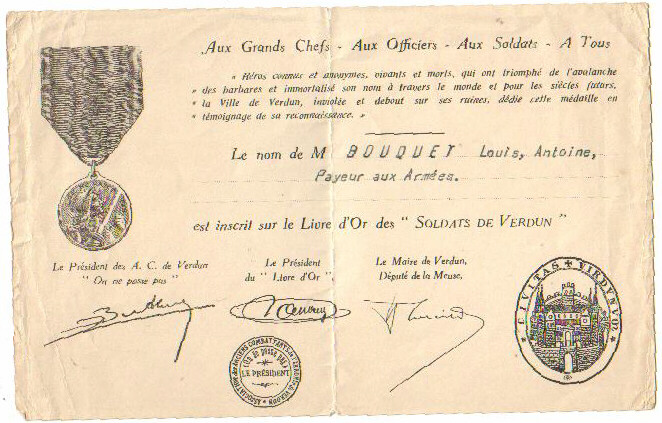 Aux Grands Chefs - Aux Officiers - Aux Soldats - A Tous
" Héros connus et anonymes, vivants et morts, qui ont triomphé de l'avalanche
» des barbares et immortalisé son nom à travers le monde et pour les siècles futurs,
» la Ville de Verdun, inviolée et debout sur ses ruines, dédie cette médaille en
» témoignage de sa reconnaissance. »
Le nom de M BOUQUET Louis, Antoine,
Payeur aux Armées.
est inscrit sur le Livre d'Or des " SOLDATS DE VERDUN "
Le Président des A. C. de Verdun
" On ne passe pas "
Le Président
du " Livre d'Or "
Le Maire de Verdun,
Député de la Meuse,
ON NE PASSE PAS
LE PRÉSIDENT
CIVITAS VIRDVNVM